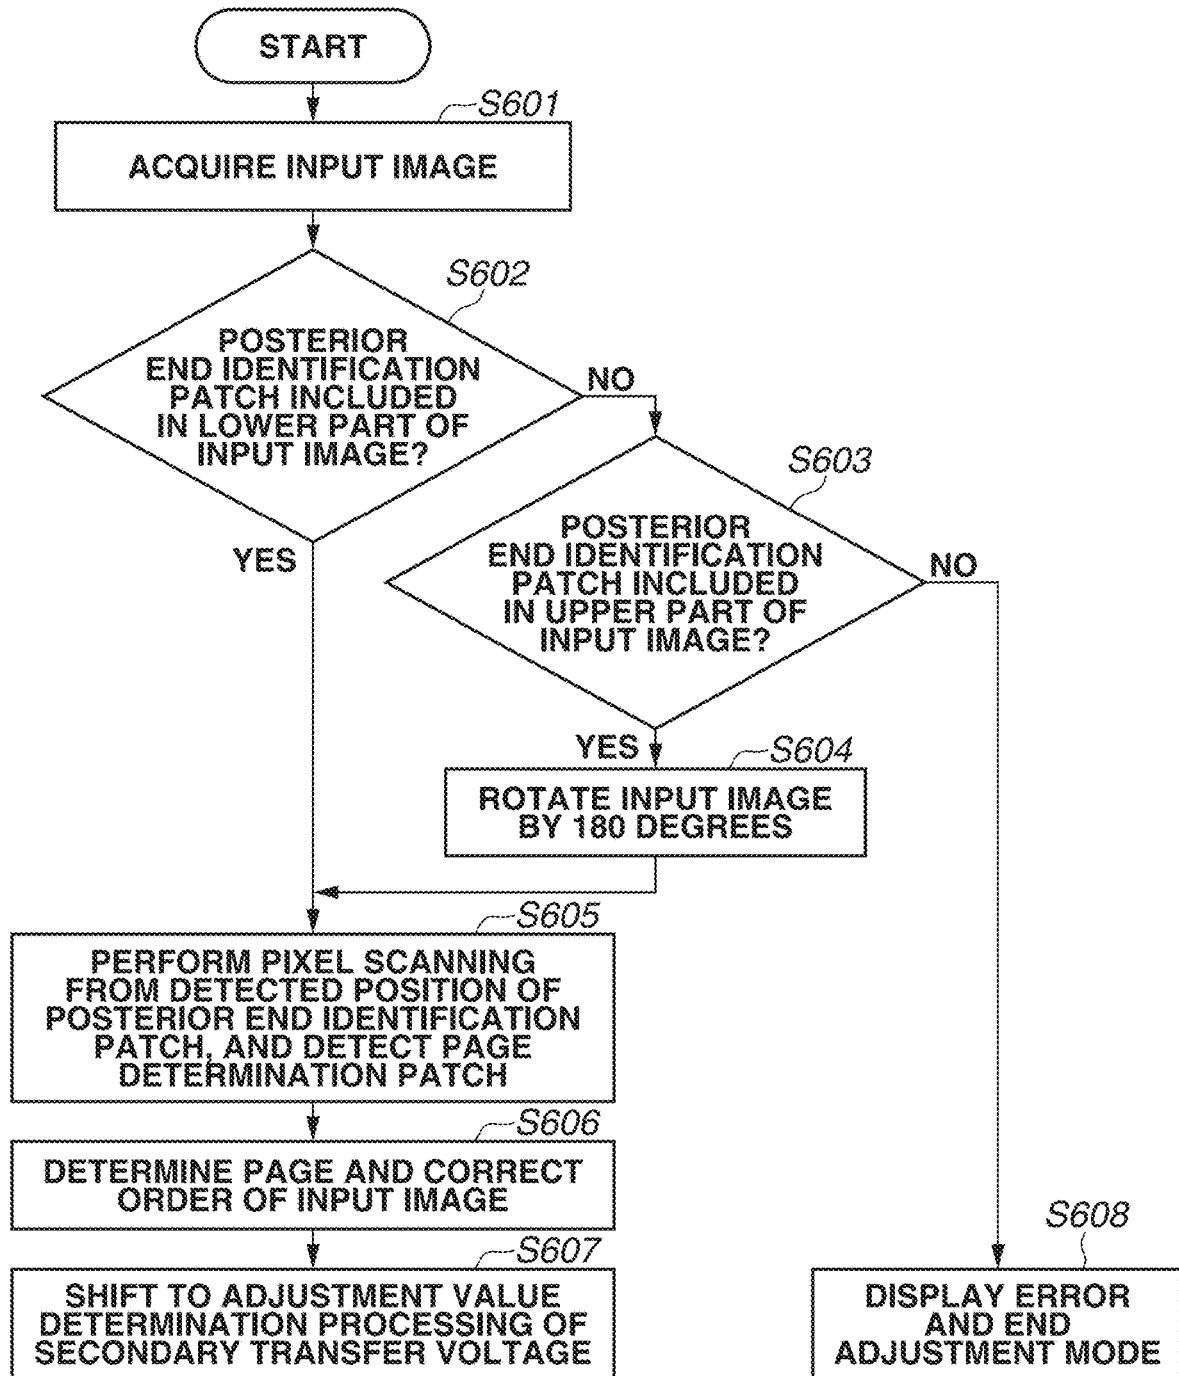 START
S601
ACQUIRE INPUT IMAGE
S602
POSTERIOR
END IDENTIFICATION
PATCH INCLUDED
IN LOWER PART OF
INPUT IMAGE?
NO
YES
S603
POSTERIOR
END IDENTIFICATION
PATCH INCLUDED
IN UPPER PART OF
INPUT IMAGE?
NO
YES
S604
ROTATE INPUT IMAGE
BY 180 DEGREES
S605
PERFORM PIXEL SCANNING
FROM DETECTED POSITION OF
POSTERIOR END IDENTIFICATION
PATCH, AND DETECT PAGE
DETERMINATION PATCH
S606
DETERMINE PAGE AND CORRECT
ORDER OF INPUT IMAGE
S607
SHIFT TO ADJUSTMENT VALUE
DETERMINATION PROCESSING OF
SECONDARY TRANSFER VOLTAGE
S608
DISPLAY ERROR
AND END
ADJUSTMENT MODE